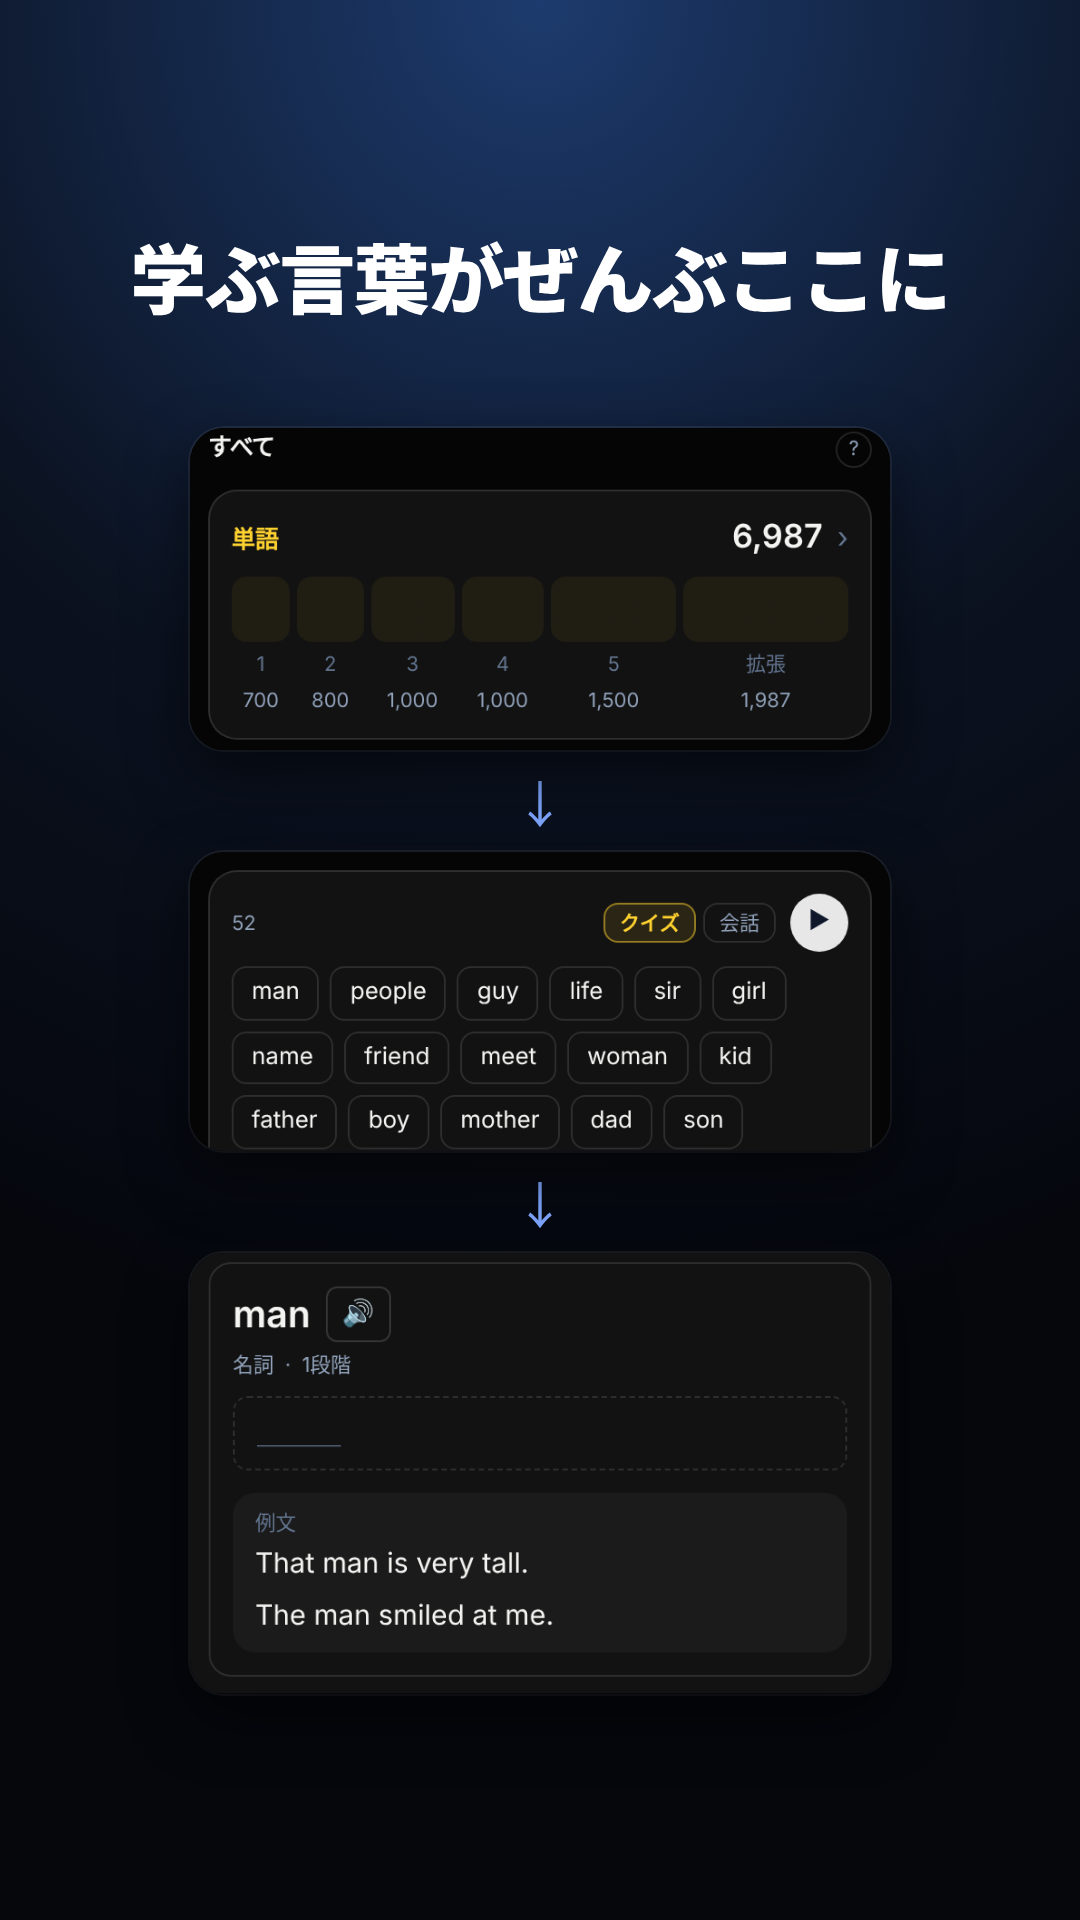 学ぶ言葉がぜんぶここに
すべて ?
単語 6,987 ›
1 2 3 4 5 拡張
700 800 1,000 1,000 1,500 1,987
52 クイズ 会話
man people guy life sir girl
name friend meet woman kid
father boy mother dad son
man
名詞 · 1段階
例文
That man is very tall.
The man smiled at me.